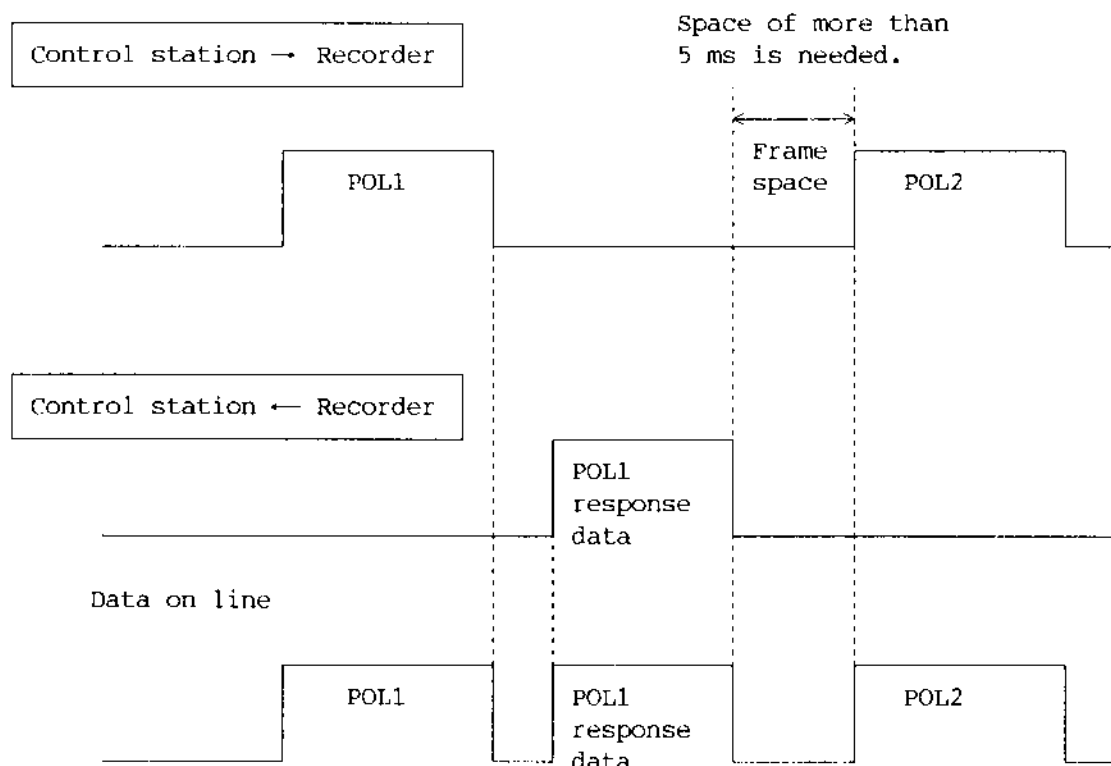 Control station → Recorder
Space of more than
5 ms is needed.
POL1
Frame
space
POL2
Control station ← Recorder
POL1
response
data
Data on line
POL1
POL1
response
data
POL2